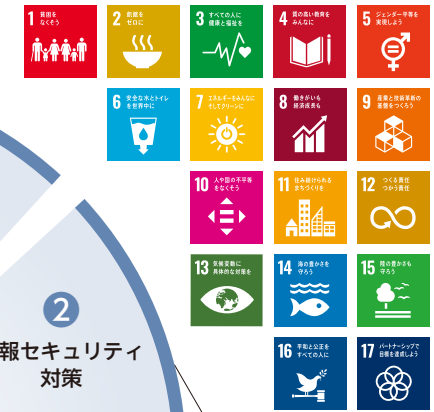 1 貧困を
なくそう
2 飢餓を
ゼロに
3 すべての人に
健康と福祉を
4 質の高い教育を
みんなに
5 ジェンダー平等を
実現しよう
6 安全な水とトイレ
を世界中に
7 エネルギーをみんなに
そしてクリーンに
8 働きがいも
経済成長も
9 産業と技術革新の
基盤をつくろう
10 人や国の不平等
をなくそう
11 住み続けられる
まちづくりを
12 つくる責任
つかう責任
13 気候変動に
具体的な対策を
14 海の豊かさを
守ろう
15 陸の豊かさも
守ろう
2
報セキュリティ
対策
16 平和と公正を
すべての人に
17 パートナーシップで
目標を達成しよう